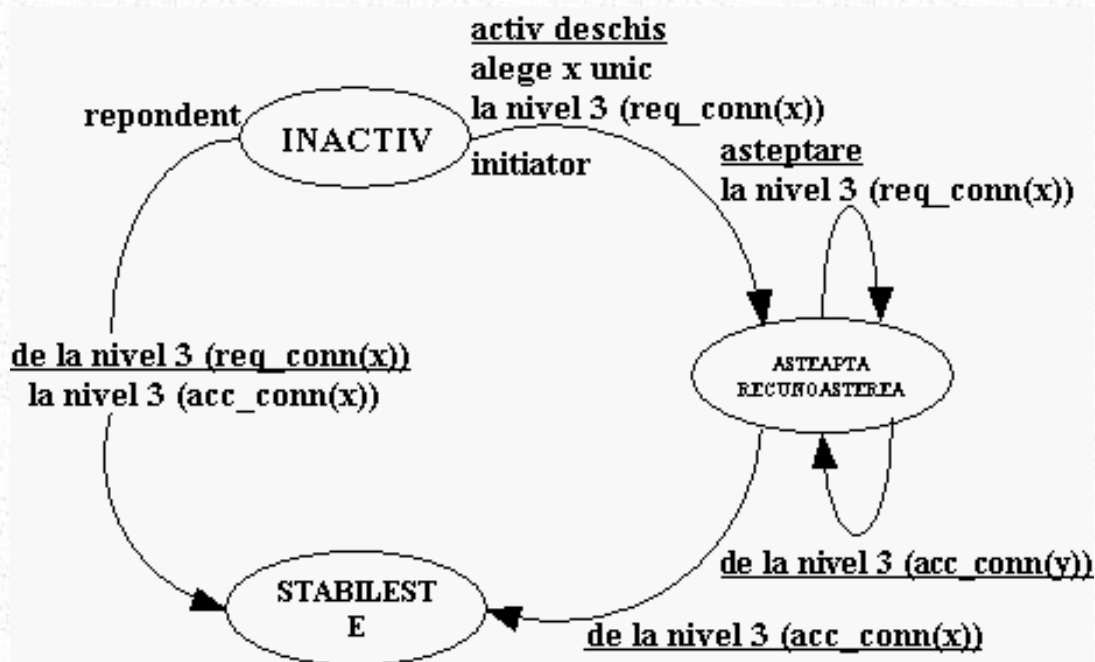 activ deschis
alege x unic
la nivel 3 (req_conn(x))
repondent
INACTIV
initiator
asteptare
la nivel 3 (req_conn(x))
de la nivel 3 (req_conn(x))
la nivel 3 (acc_conn(x))
ASTEAPTA
RECUNOASTEREA
de la nivel 3 (acc_conn(y))
STABILEST
E
de la nivel 3 (acc_conn(x))